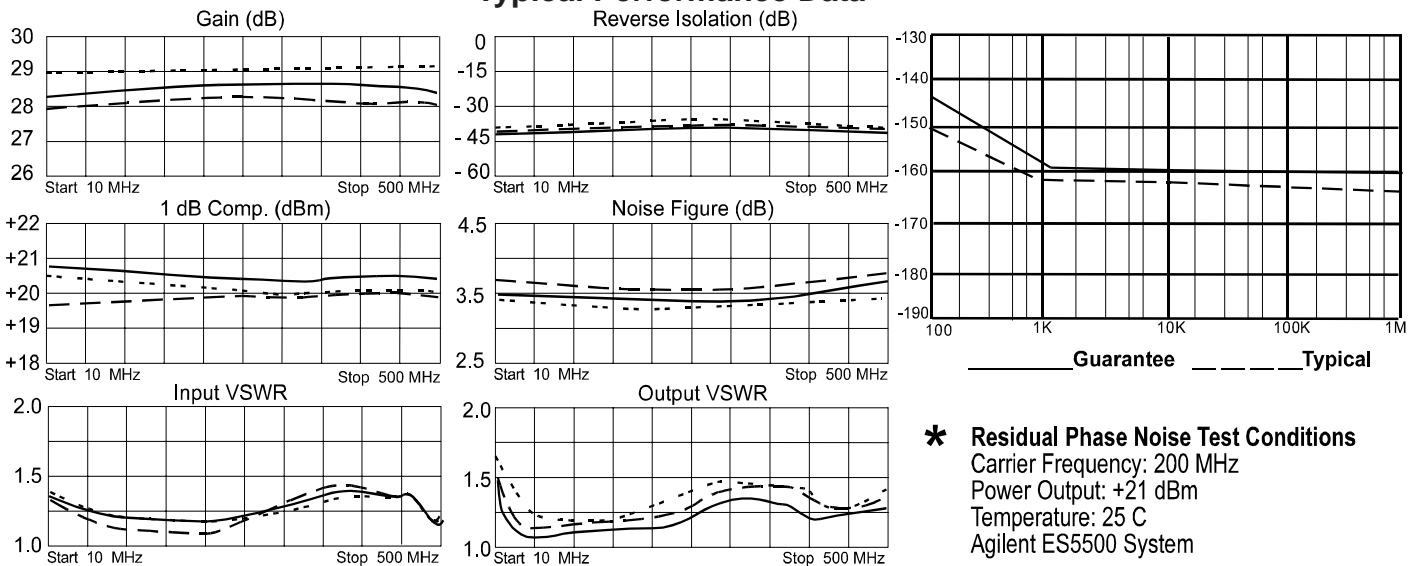 Gain (dB)
30
29
28
27
26
Start 10 MHz
Stop 500 MHz
Reverse Isolation (dB)
0
-15
-30
-45
-60
Start 10 MHz
Stop 500 MHz
1 dB Comp. (dBm)
+22
+21
+20
+19
+18
Start 10 MHz
Stop 500 MHz
Noise Figure (dB)
4.5
3.5
2.5
Start 10 MHz
Stop 500 MHz
Input VSWR
2.0
1.5
1.0
Start 10 MHz
Stop 500 MHz
Output VSWR
2.0
1.5
1.0
Start 10 MHz
Stop 500 MHz
-130
-140
-150
-160
-170
-180
-190
100 1K 10K 100K 1M
Guarantee Typical
* Residual Phase Noise Test Conditions
Carrier Frequency: 200 MHz
Power Output: +21 dBm
Temperature: 25 C
Agilent ES5500 System